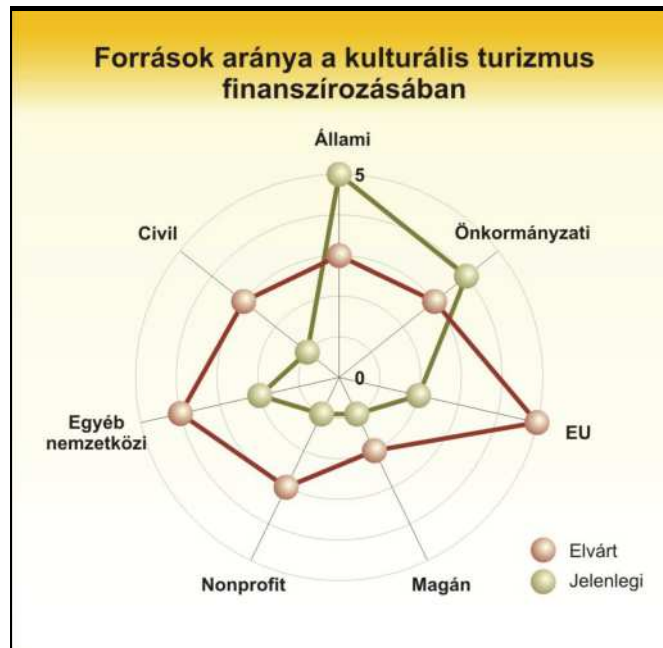 Források aránya a kulturális turizmus
finanszírozásában
Állami
5
Civil
Önkormányzati
0
Egyéb
nemzetközi
EU
Nonprofit
Magán
Elvárt
Jelenlegi